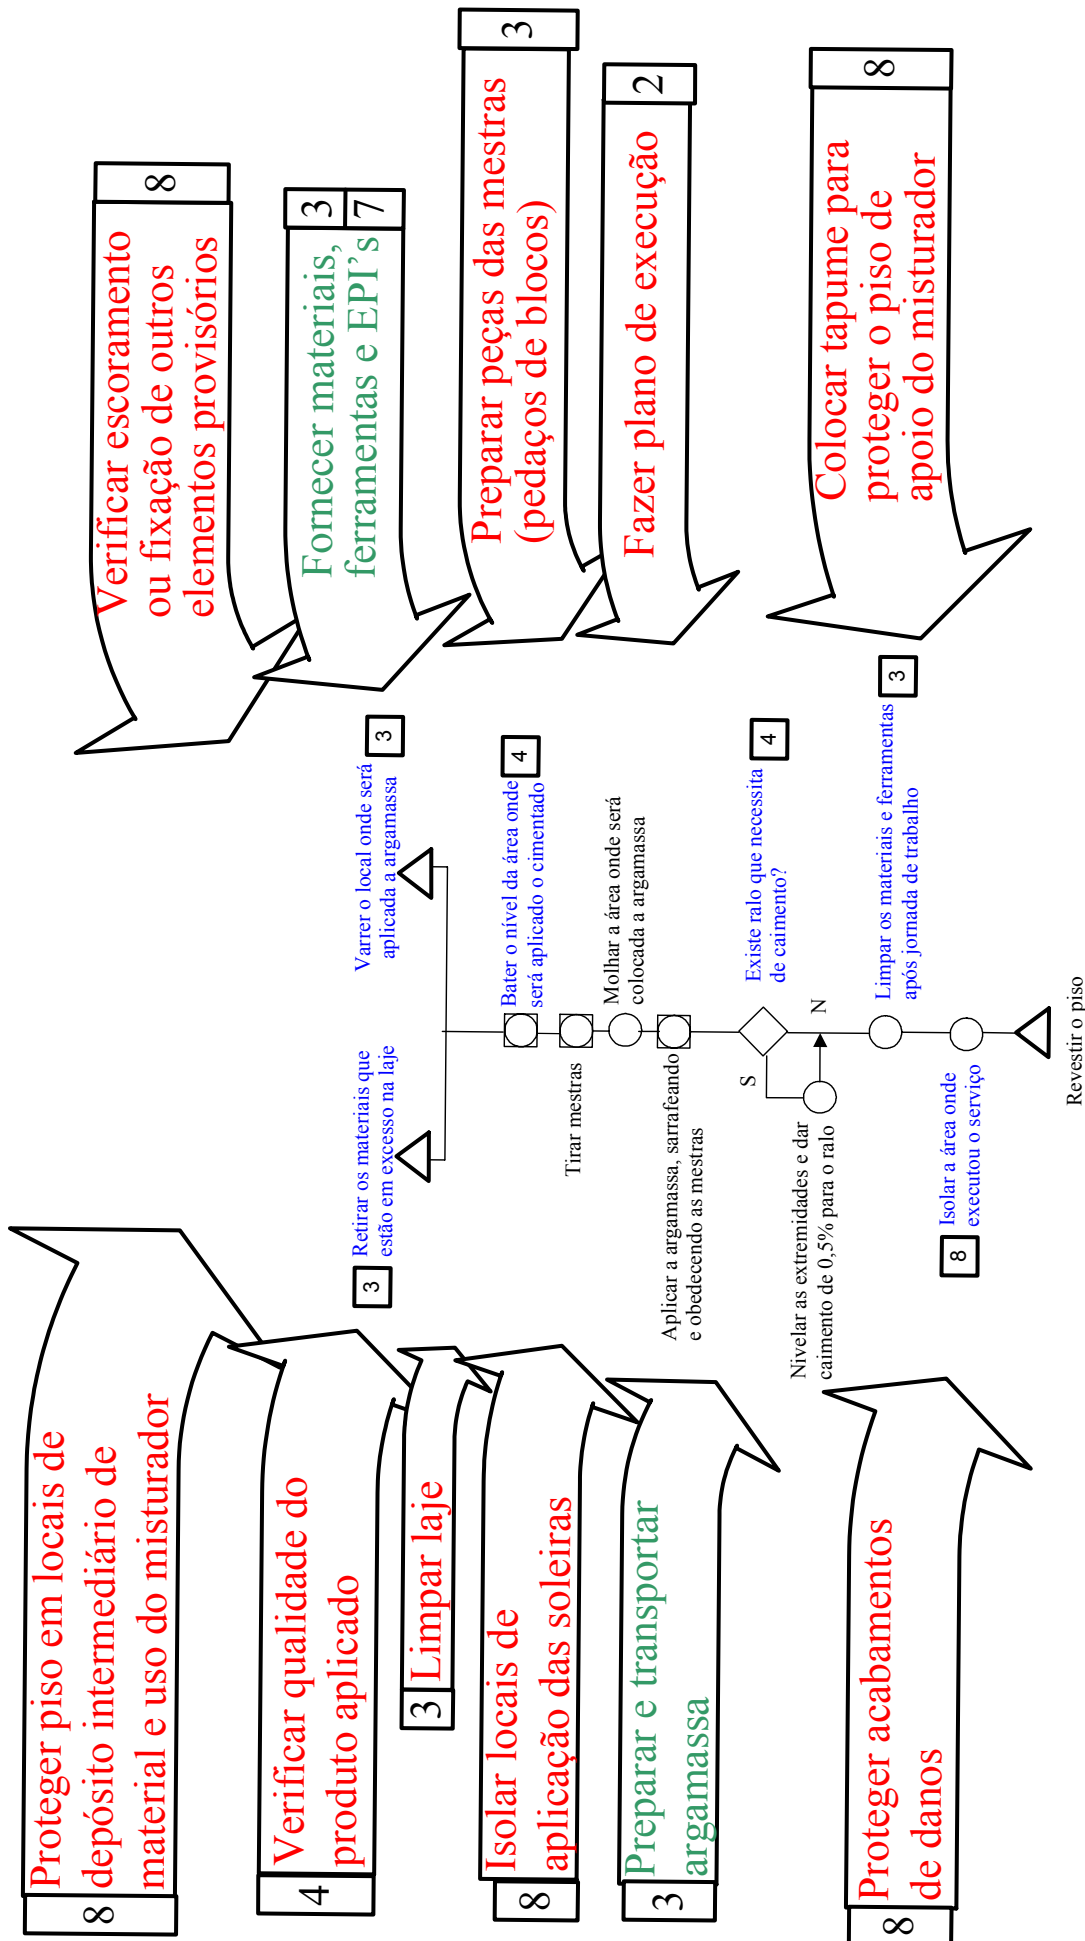 Proteger piso em locais de
depósito intermediário de
material e uso do misturador
8
Verificar qualidade do
produto aplicado
4
Limpar laje
3
Isolar locais de
aplicação das soleiras
8
Preparar e transportar
argamassa
3
Proteger acabamentos
de danos
8
3
Retirar os materiais que
estão em excesso na laje
Varrer o local onde será
aplicada a argamassa
3
Bater o nível da área onde
será aplicado o cimentado
4
Tirar mestras
Molhar a área onde será
colocada a argamassa
Aplicar a argamassa, sarrafeando
e obedecendo as mestras
Existe ralo que necessita
de caimento?
4
S
N
Nivelar as extremidades e dar
caimento de 0,5% para o ralo
Limpar os materiais e ferramentas
após jornada de trabalho
3
8
Isolar a área onde
executou o serviço
Revestir o piso
Verificar escoramento
ou fixação de outros
elementos provisórios
8
Fornecer materiais,
ferramentas e EPI's
3
7
Preparar peças das mestras
(pedaços de blocos)
3
Fazer plano de execução
2
Colocar tapume para
proteger o piso de
apoio do misturador
8